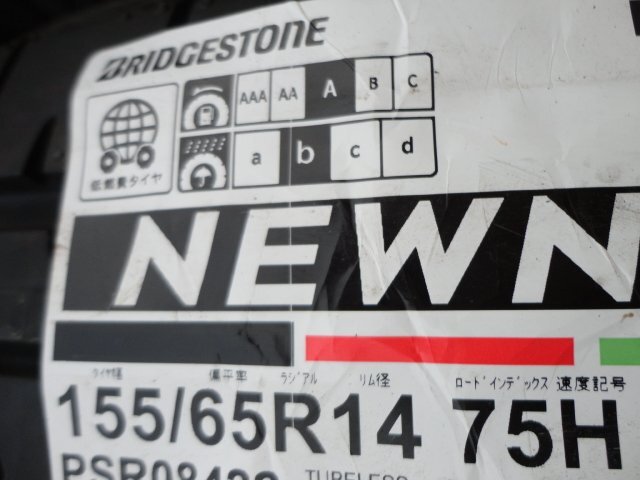 BRIDGESTONE
AAA AA A B C
a b c d
低燃費タイヤ
NEWN
タイヤ幅 偏平率 ラジアル リム径 ロードインデックス 速度記号
155/65R14 75H
TUBELESS